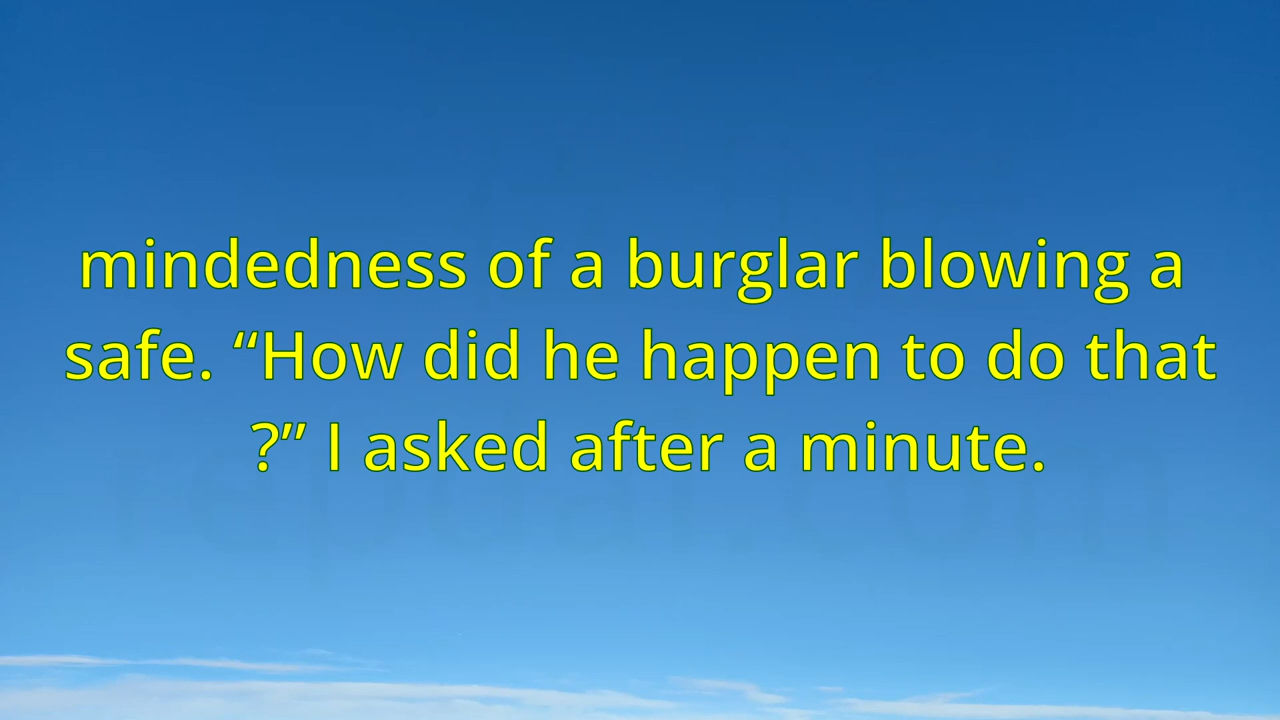 mindedness of a burglar blowing a
safe. “How did he happen to do that
?” I asked after a minute.